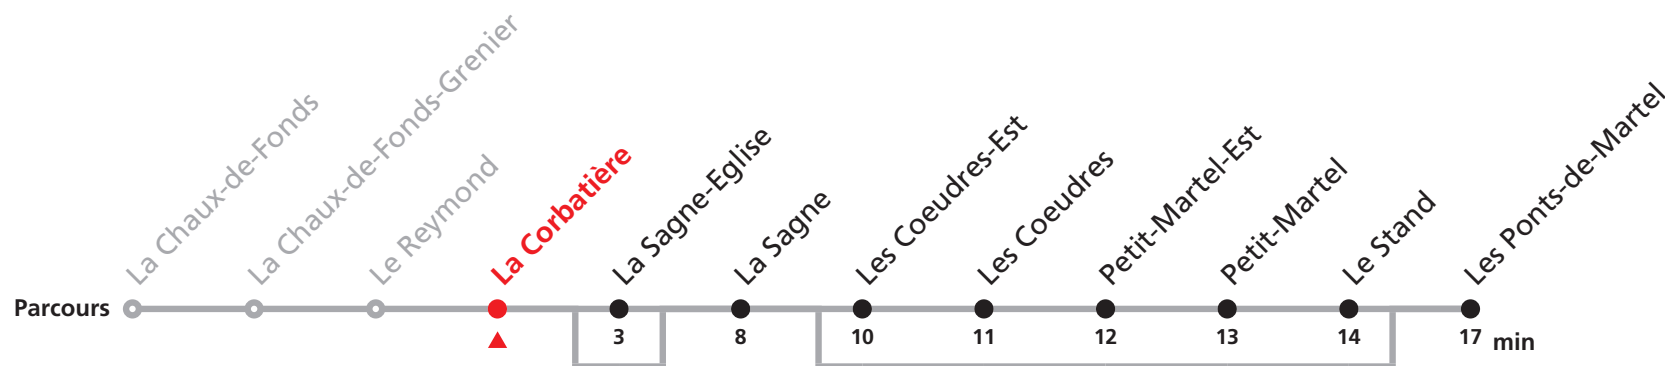 La Chaux-de-Fonds
La Chaux-de-Fonds-Grenier
Le Reymond
La Corbatière
La Sagne-Eglise
La Sagne
Les Coeudres-Est
Les Coeudres
Petit-Martel-Est
Petit-Martel
Le Stand
Les Ponts-de-Martel
Parcours
3 8 10 11 12 13 14 17 min